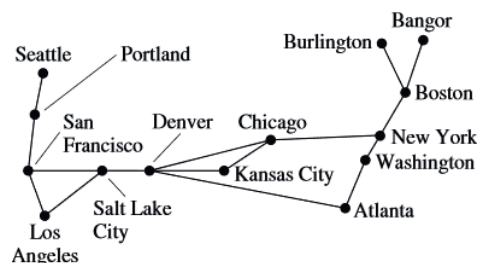 Bangor
Burlington
Seattle
Portland
Boston
San
Francisco
Denver
Chicago
New York
Washington
Kansas City
Salt Lake
City
Atlanta
Los
Angeles